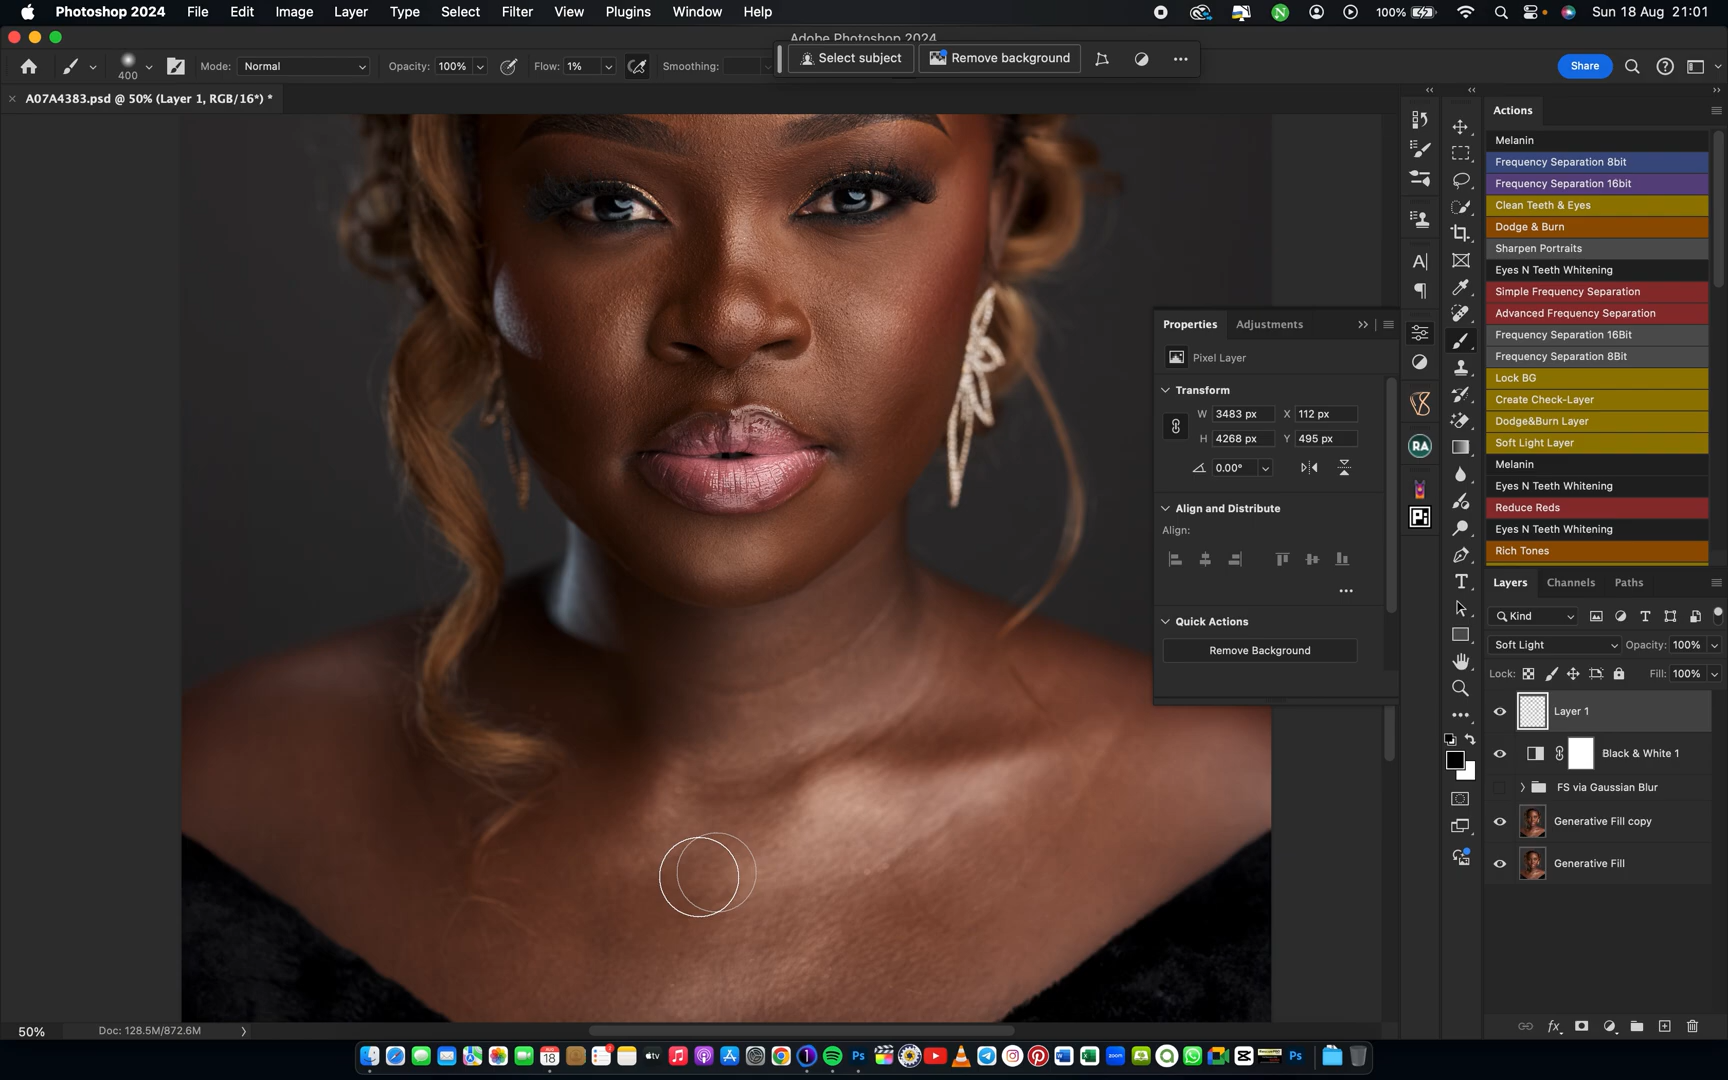 Photoshop 2024 File Edit Image Layer Type Select Filter View Plugins Window Help 100% Sun 18 Aug 21:01
Adobe Photoshop 2024
400 Mode: Normal Opacity: 100% Flow: 1% Smoothing: Select subject Remove background Share
A07A4383.psd @ 50% (Layer 1, RGB/16*) *
Actions
Melanin
Frequency Separation 8bit
Frequency Separation 16bit
Clean Teeth & Eyes
Dodge & Burn
Sharpen Portraits
Eyes N Teeth Whitening
Simple Frequency Separation
Advanced Frequency Separation
Frequency Separation 16Bit
Frequency Separation 8Bit
Lock BG
Create Check-Layer
Dodge&Burn Layer
Soft Light Layer
Melanin
Eyes N Teeth Whitening
Reduce Reds
Eyes N Teeth Whitening
Rich Tones
RA
Pi
Properties Adjustments
Pixel Layer
Transform
W 3483 px X 112 px
H 4268 px Y 495 px
0.00°
Align and Distribute
Align:
Quick Actions
Remove Background
Layers Channels Paths
Kind
Soft Light Opacity: 100%
Lock: Fill: 100%
Layer 1
Black & White 1
FS via Gaussian Blur
Generative Fill copy
Generative Fill
50% Doc: 128.5M/872.6M
18 tv Ps zoom Ps